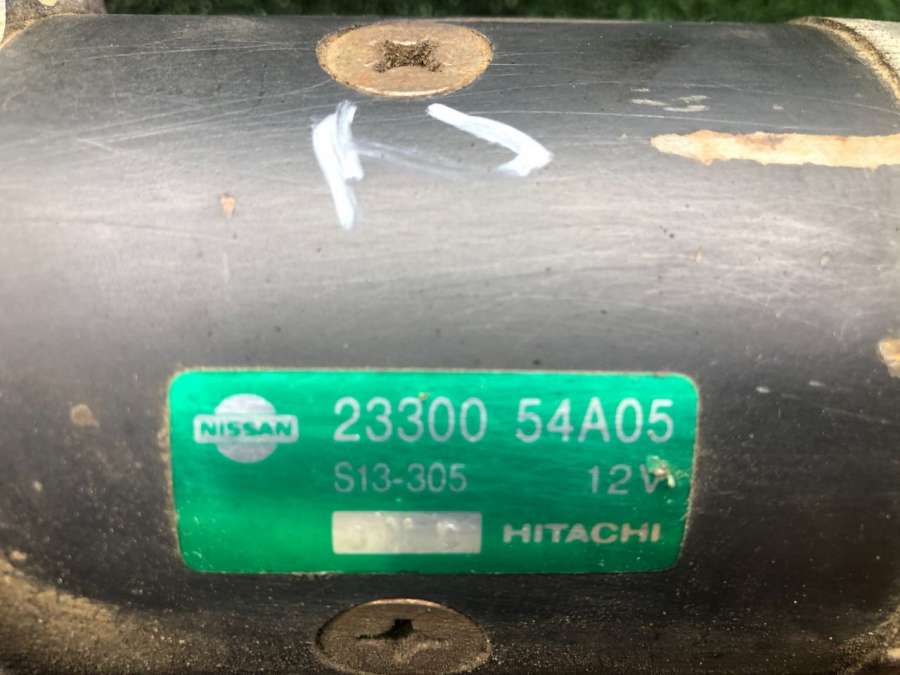 NISSAN
23300 54A05
S13-305 12V
HITACHI